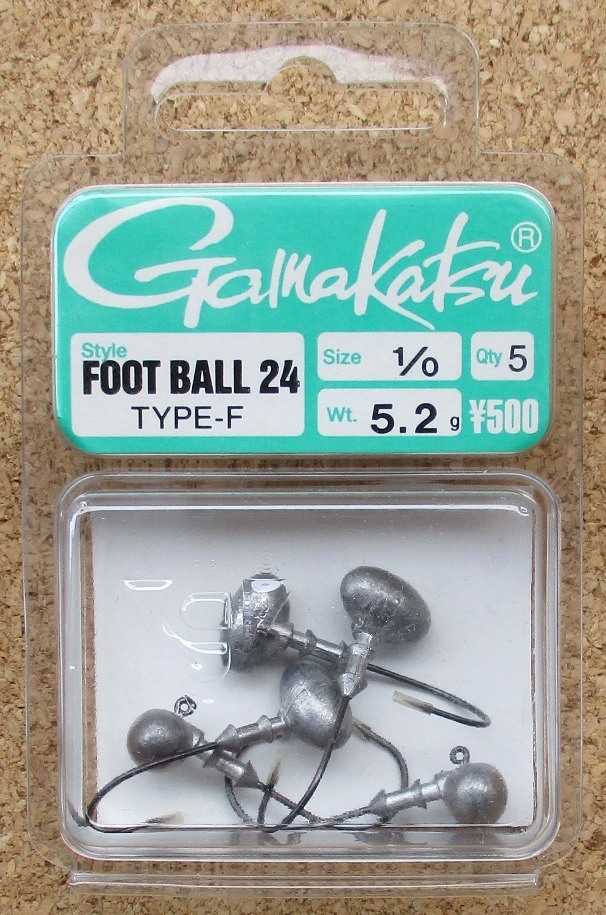 Gamakatsu®
Style
FOOT BALL 24
TYPE-F
Size 1/0
Qty 5
Wt. 5.2 g
¥500